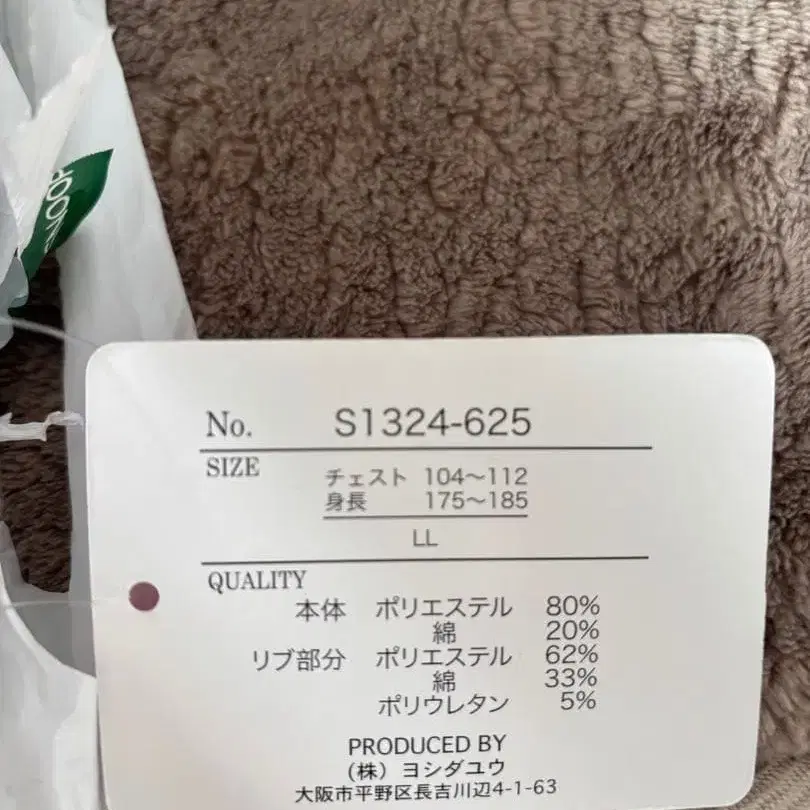 No. S1324-625
SIZE チェスト 104～112
身長 175～185
LL
QUALITY
本体 ポリエステル 80%
綿 20%
リブ部分 ポリエステル 62%
綿 33%
ポリウレタン 5%
PRODUCED BY
(株) ヨシダユウ
大阪市平野区長吉川辺4-1-63